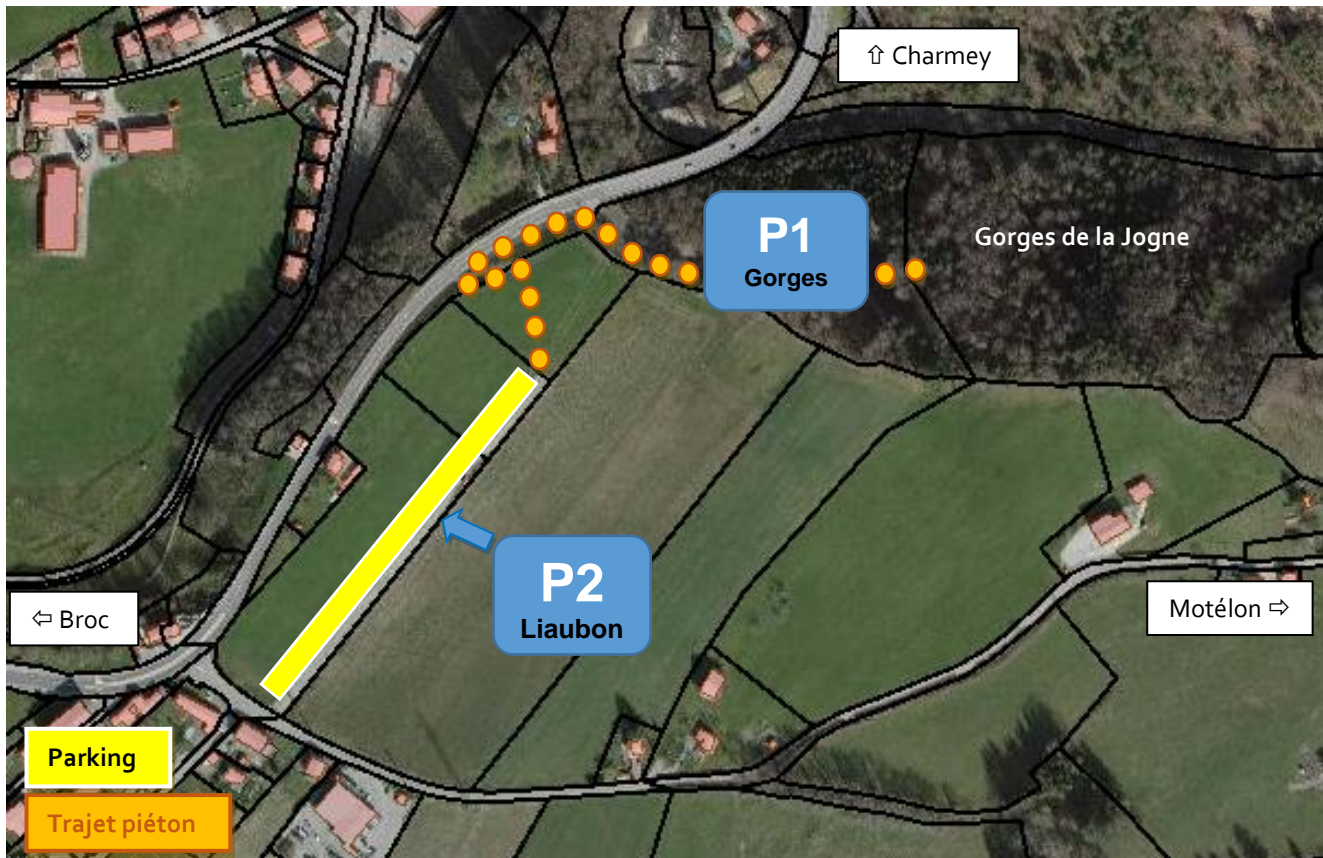 ⇧ Charmey
P1
Gorges
Gorges de la Jogne
P2
Liaubon
⇦ Broc
Motélon ⇨
Parking
Trajet piéton